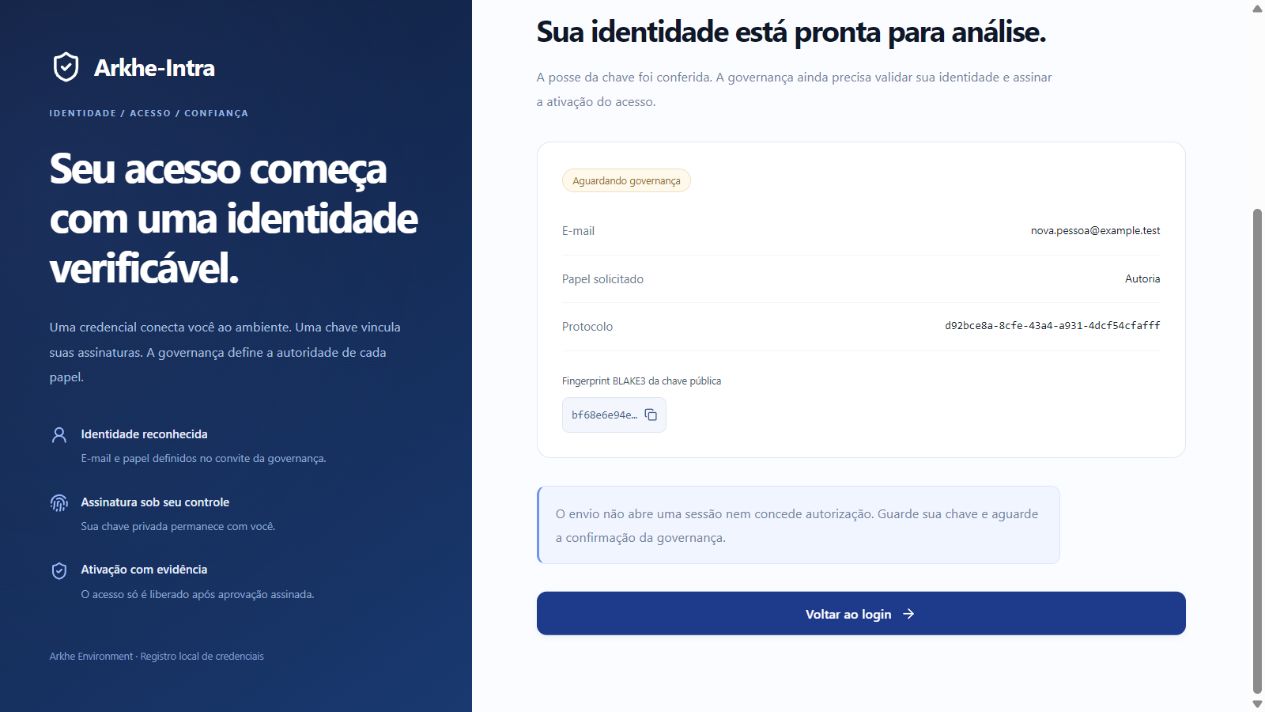 Arkhe-Intra
IDENTIDADE / ACESSO / CONFIANÇA
Seu acesso começa
com uma identidade
verificável.
Uma credencial conecta você ao ambiente. Uma chave vincula
suas assinaturas. A governança define a autoridade de cada
papel.
Identidade reconhecida
E-mail e papel definidos no convite da governança.
Assinatura sob seu controle
Sua chave privada permanece com você.
Ativação com evidência
O acesso só é liberado após aprovação assinada.
Arkhe Environment · Registro local de credenciais
Sua identidade está pronta para análise.
A posse da chave foi conferida. A governança ainda precisa validar sua identidade e assinar
a ativação do acesso.
Aguardando governança
E-mail nova.pessoa@example.test
Papel solicitado Autoria
Protocolo d92bce8a-8cfe-43a4-a931-4dcf54cfafff
Fingerprint BLAKE3 da chave pública
bf68e6e94e…
O envio não abre uma sessão nem concede autorização. Guarde sua chave e aguarde
a confirmação da governança.
Voltar ao login →